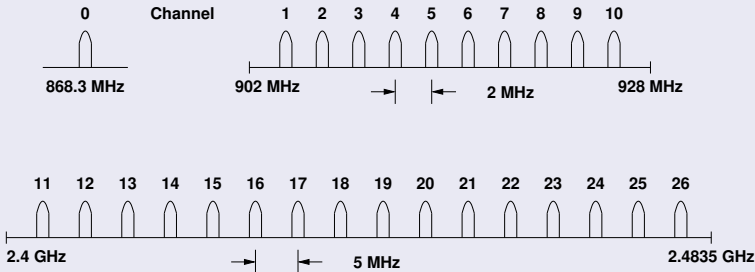 0 Channel 1 2 3 4 5 6 7 8 9 10
868.3 MHz 902 MHz 928 MHz
2 MHz
11 12 13 14 15 16 17 18 19 20 21 22 23 24 25 26
2.4 GHz 2.4835 GHz
5 MHz